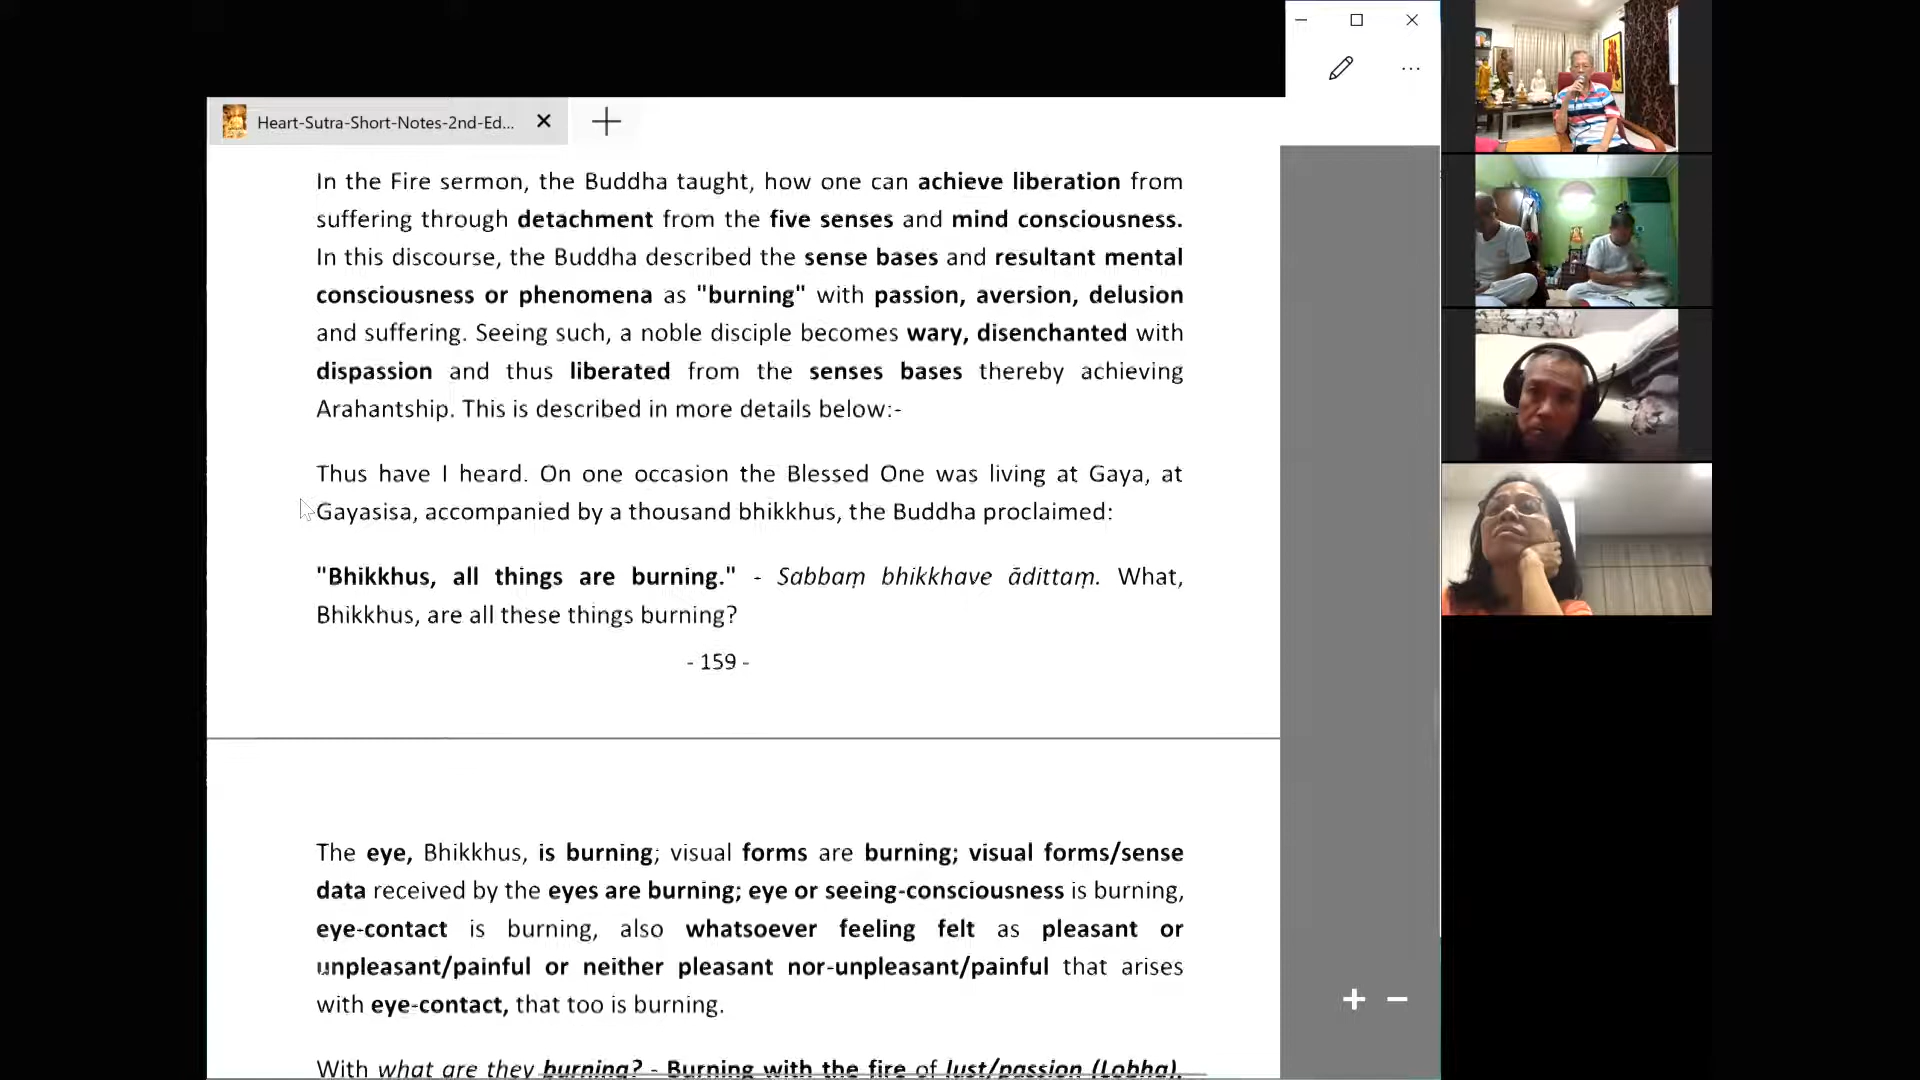 Heart-Sutra-Short-Notes-2nd-Ed...
In the Fire sermon, the Buddha taught, how one can achieve liberation from
suffering through detachment from the five senses and mind consciousness.
In this discourse, the Buddha described the sense bases and resultant mental
consciousness or phenomena as "burning" with passion, aversion, delusion
and suffering. Seeing such, a noble disciple becomes wary, disenchanted with
dispassion and thus liberated from the senses bases thereby achieving
Arahantship. This is described in more details below:-
Thus have I heard. On one occasion the Blessed One was living at Gaya, at
Gayasisa, accompanied by a thousand bhikkhus, the Buddha proclaimed:
"Bhikkhus, all things are burning." - Sabbaṃ bhikkhave ādittaṃ. What,
Bhikkhus, are all these things burning?
- 159 -
The eye, Bhikkhus, is burning; visual forms are burning; visual forms/sense
data received by the eyes are burning; eye or seeing-consciousness is burning,
eye-contact is burning, also whatsoever feeling felt as pleasant or
unpleasant/painful or neither pleasant nor-unpleasant/painful that arises
with eye-contact, that too is burning.
With what are they burning? - Burning with the fire of lust/passion (Lobha),